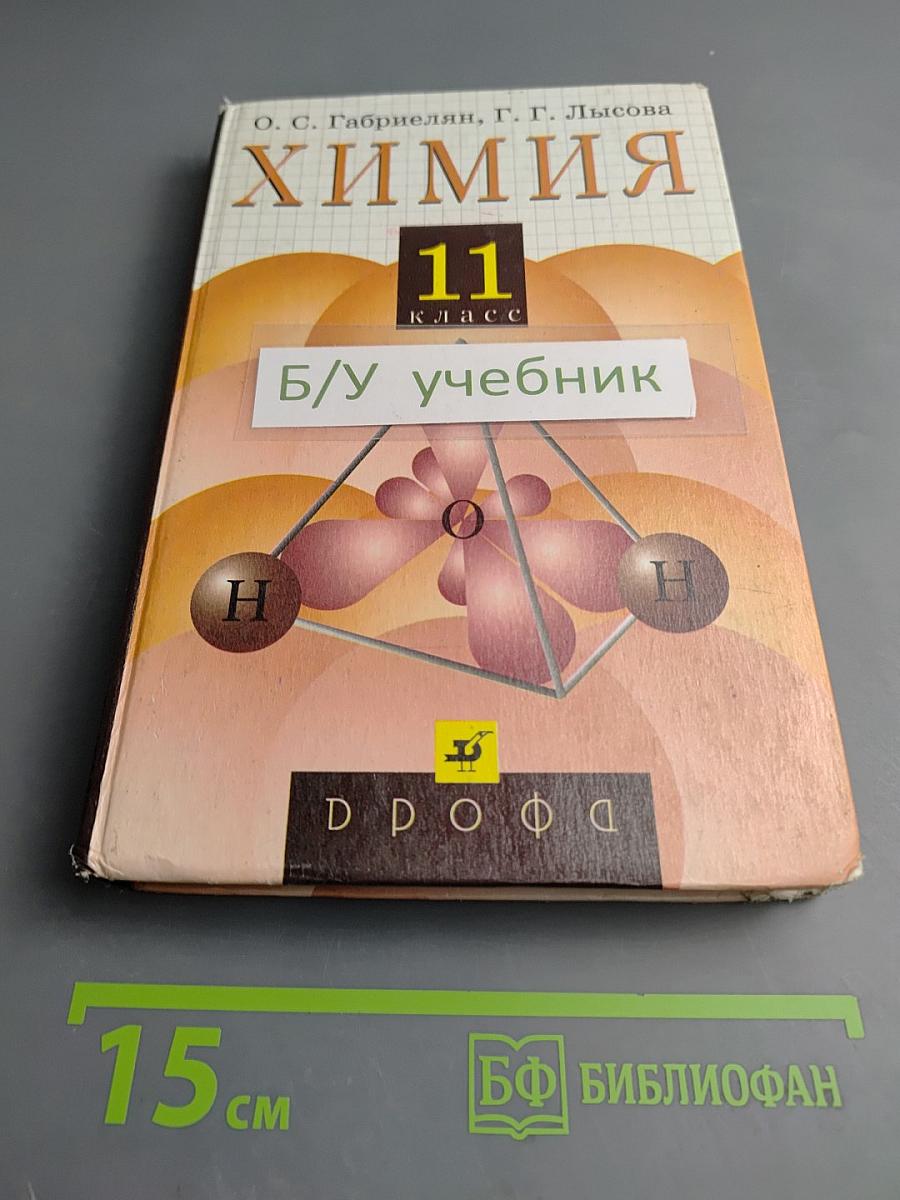 О. С. Габриелян, Г. Г. Лысова
ХИМИЯ
11
класс
Б/У учебник
О
Н
Н
ДРОФА
15 см
БФ БИБЛИОФАН